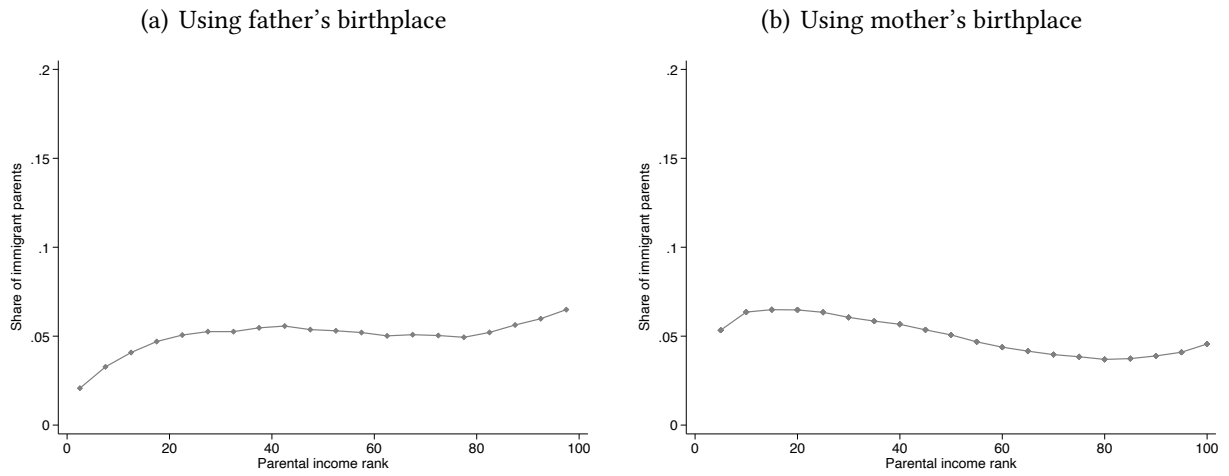 (a) Using father’s birthplace
.2
.15
.1
.05
0
Share of immigrant parents
0 20 40 60 80 100
Parental income rank
(b) Using mother’s birthplace
.2
.15
.1
.05
0
Share of immigrant parents
0 20 40 60 80 100
Parental income rank